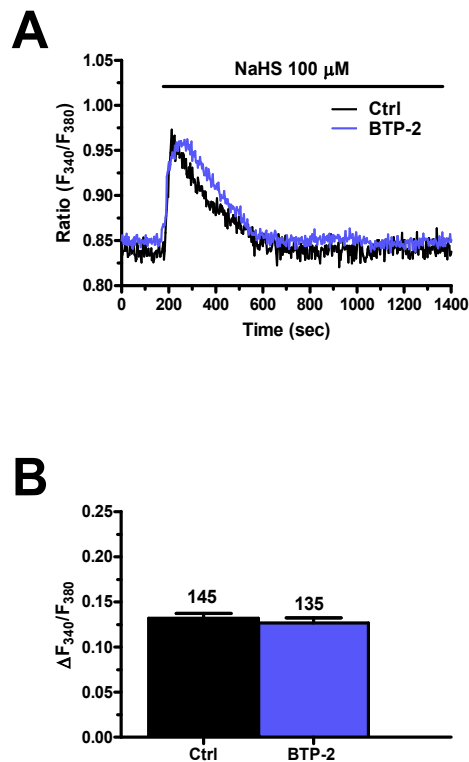 A
NaHS 100 μM
Ctrl
BTP-2
Ratio (F340/F380)
1.05
1.00
0.95
0.90
0.85
0.80
0 200 400 600 800 1000 1200 1400
Time (sec)
B
ΔF340/F380
0.25
0.20
0.15
0.10
0.05
0.00
145 135
Ctrl BTP-2